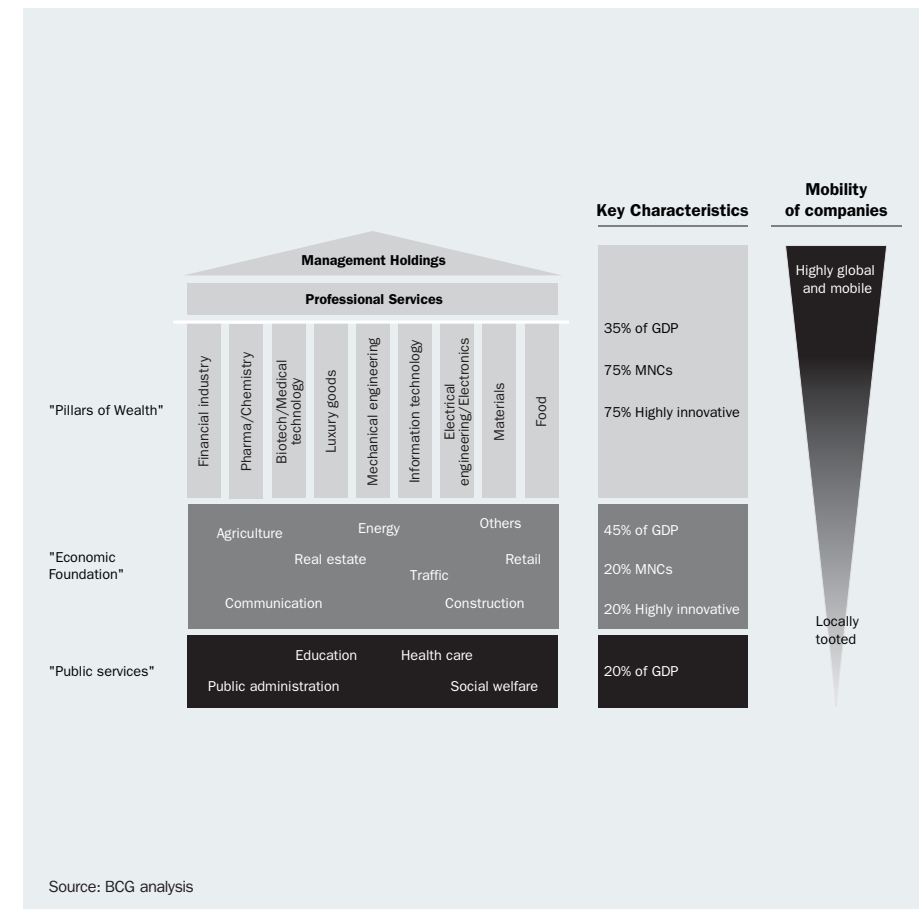 Mobility
of companies
Key Characteristics
Highly global
and mobile
Management Holdings
Professional Services
"Pillars of Wealth"
Financial industry
Pharma/Chemistry
Biotech/Medical
technology
Luxury goods
Mechanical engineering
Information technology
Electrical
engineering/Electronics
Materials
Food
35% of GDP
75% MNCs
75% Highly innovative
"Economic
Foundation"
Agriculture
Energy
Others
Real estate
Retail
Traffic
Communication
Construction
45% of GDP
20% MNCs
20% Highly innovative
Locally
tooted
"Public services"
Education
Health care
Public administration
Social welfare
20% of GDP
Source: BCG analysis